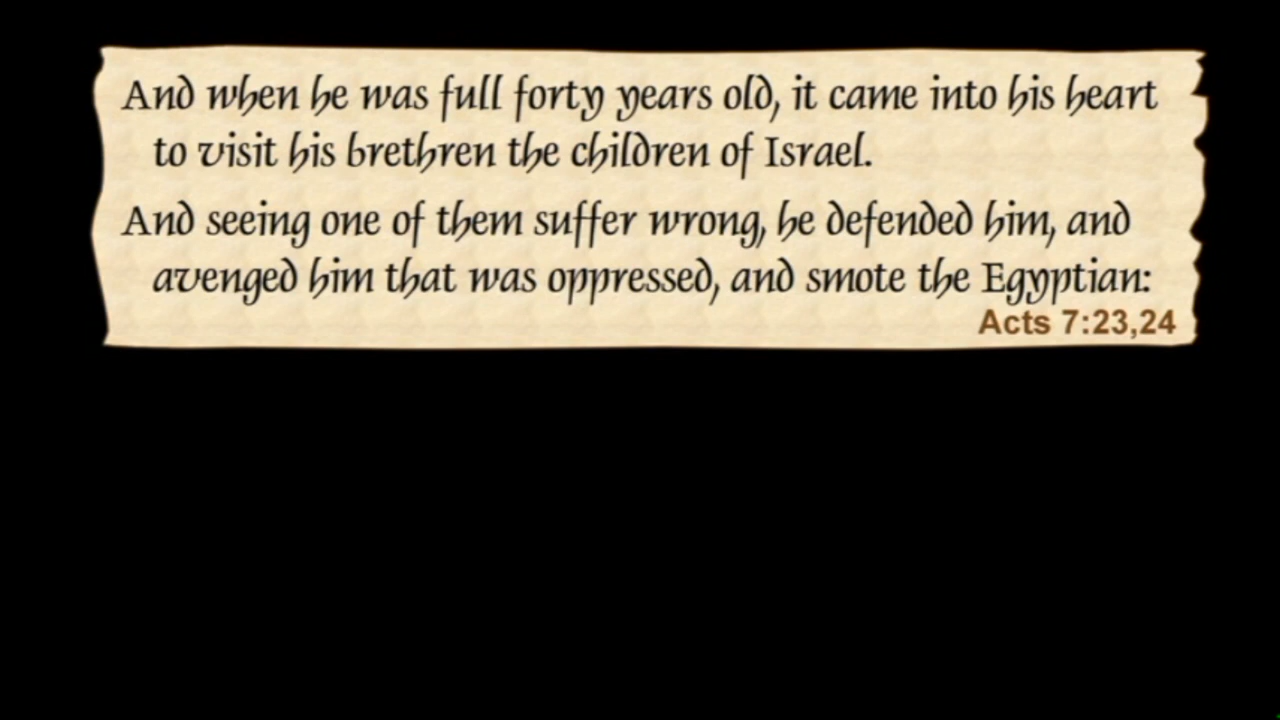 And when he was full forty years old, it came into his heart
to visit his brethren the children of Israel.
And seeing one of them suffer wrong, he defended him, and
avenged him that was oppressed, and smote the Egyptian:
Acts 7:23,24